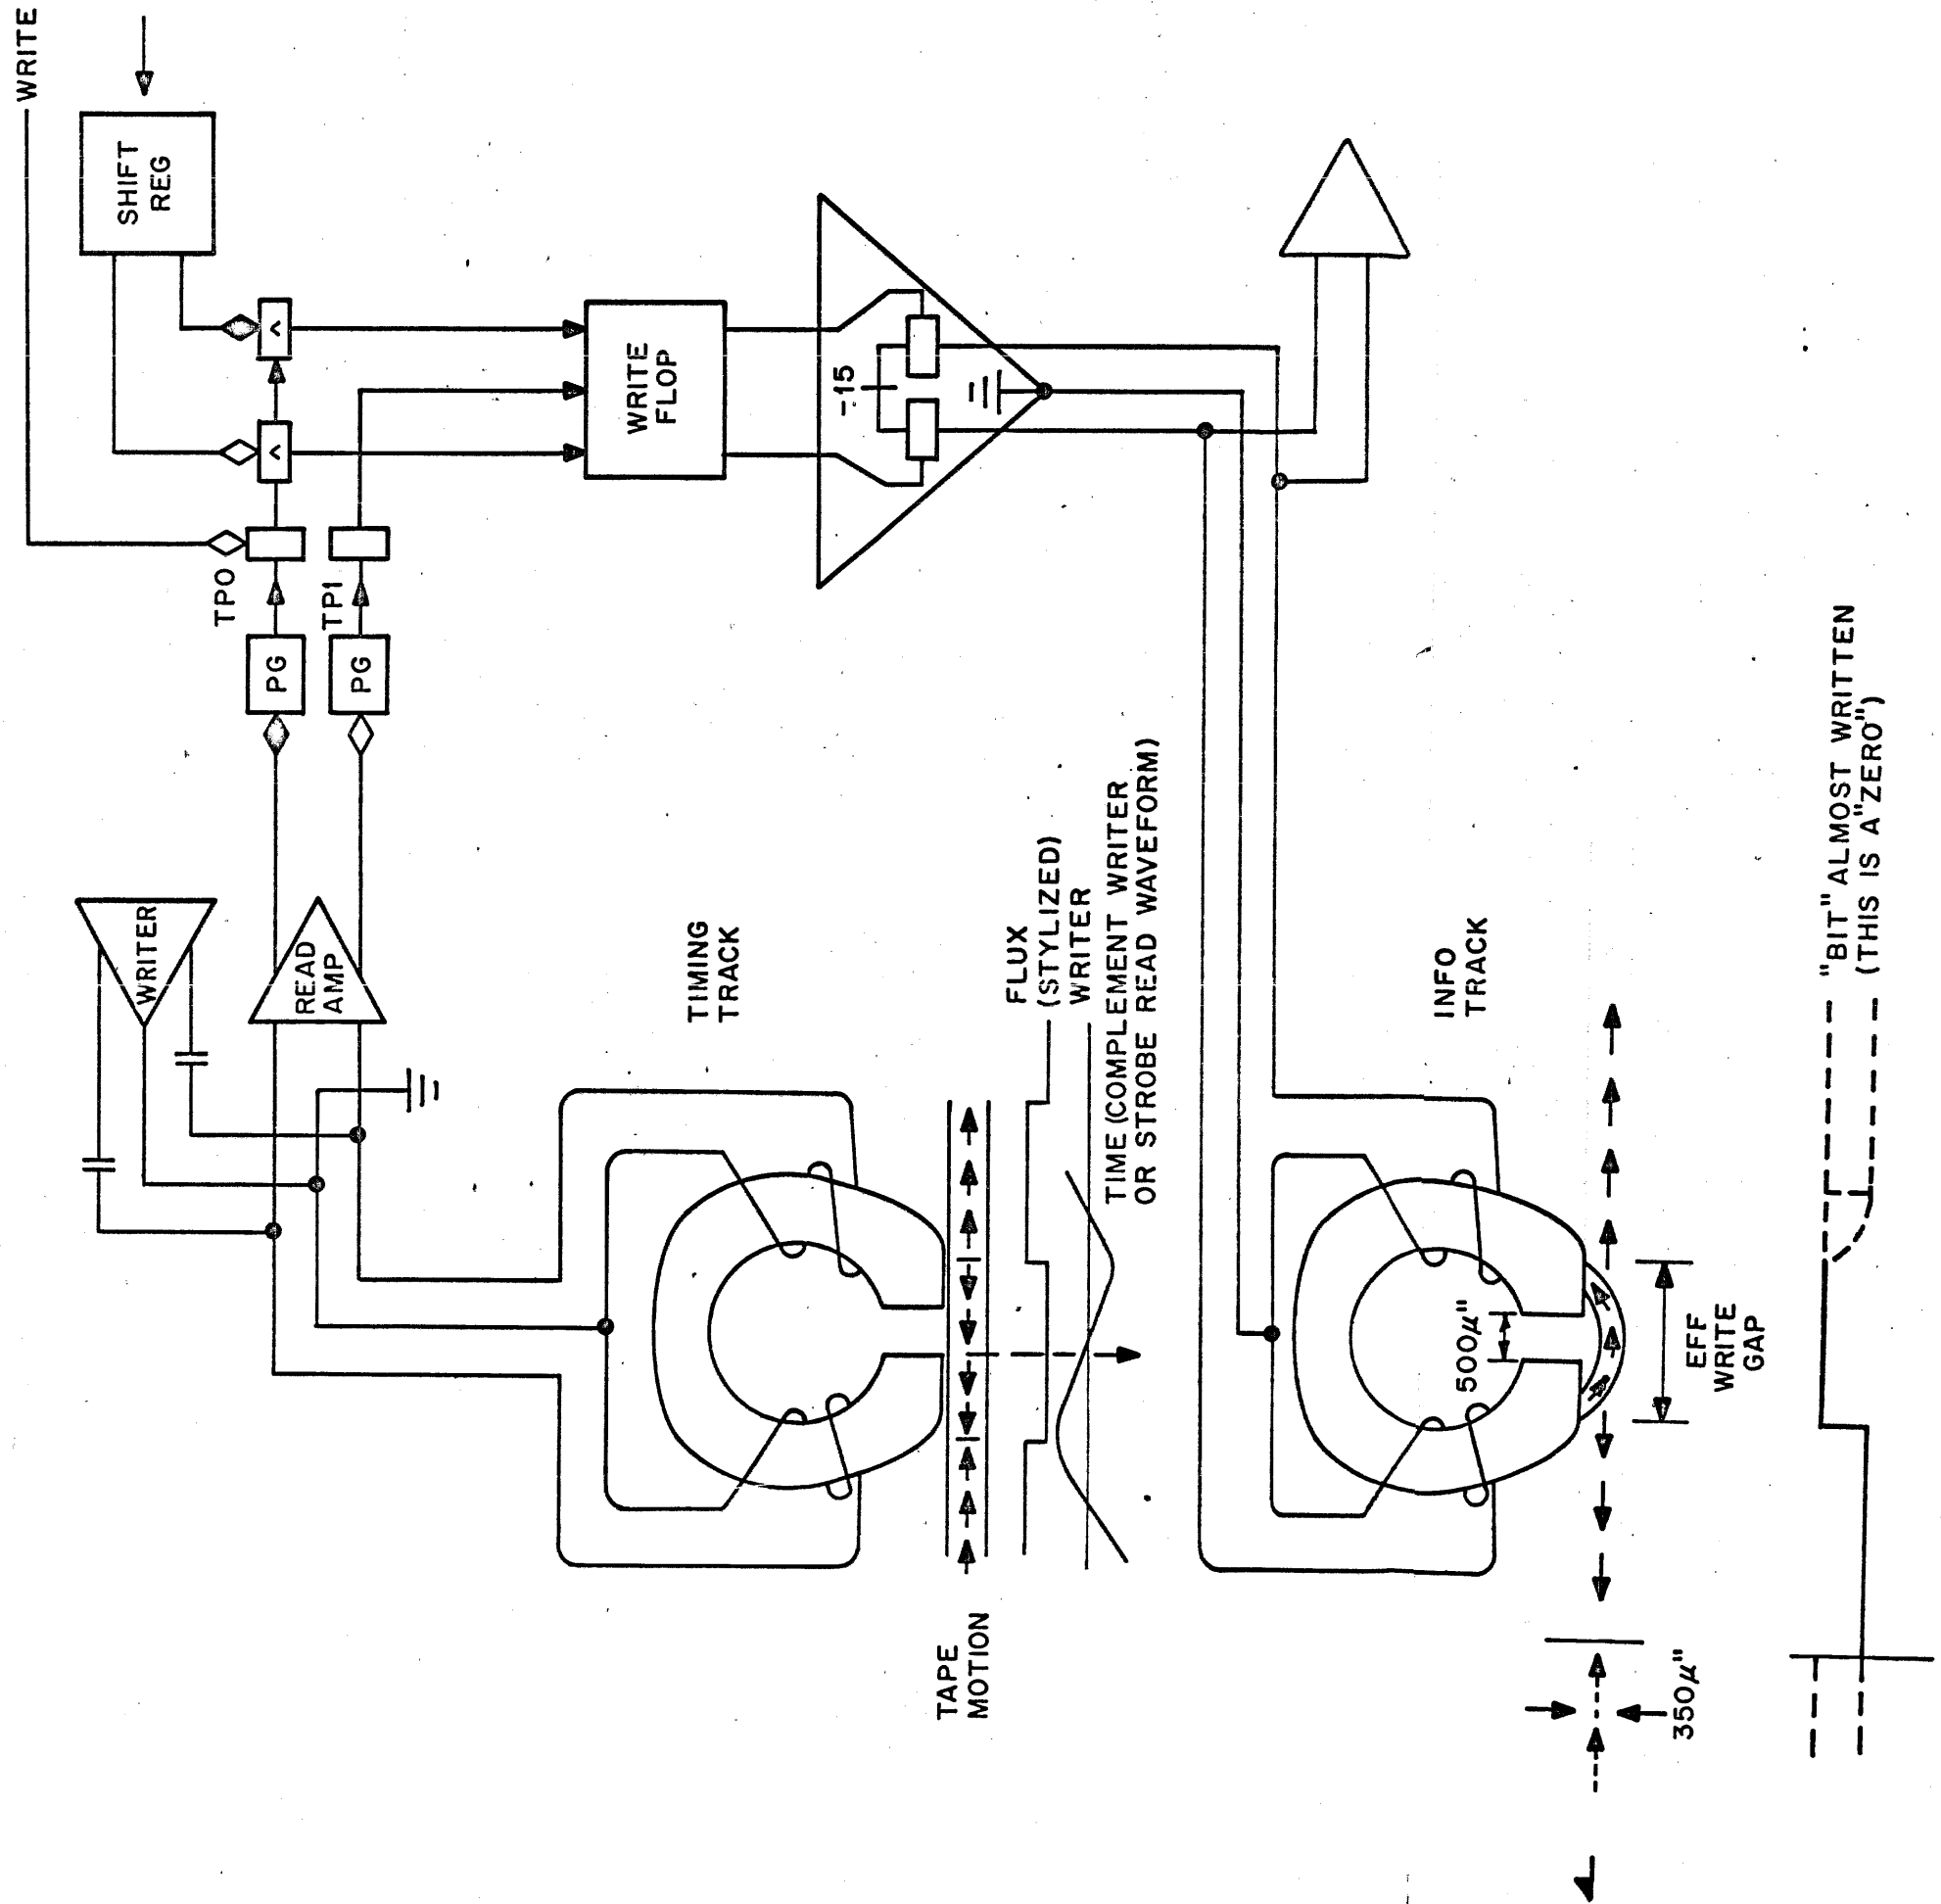 WRITE
SHIFT
REG
TP0
TP1
PG
PG
WRITE
FLOP
-15
WRITER
READ
AMP
TIMING
TRACK
FLUX
(STYLIZED)
WRITER
TIME (COMPLEMENT WRITER
OR STROBE READ WAVEFORM)
TAPE
MOTION
INFO
TRACK
500μ"
EFF
WRITE
GAP
350μ"
"BIT" ALMOST WRITTEN
(THIS IS A "ZERO")